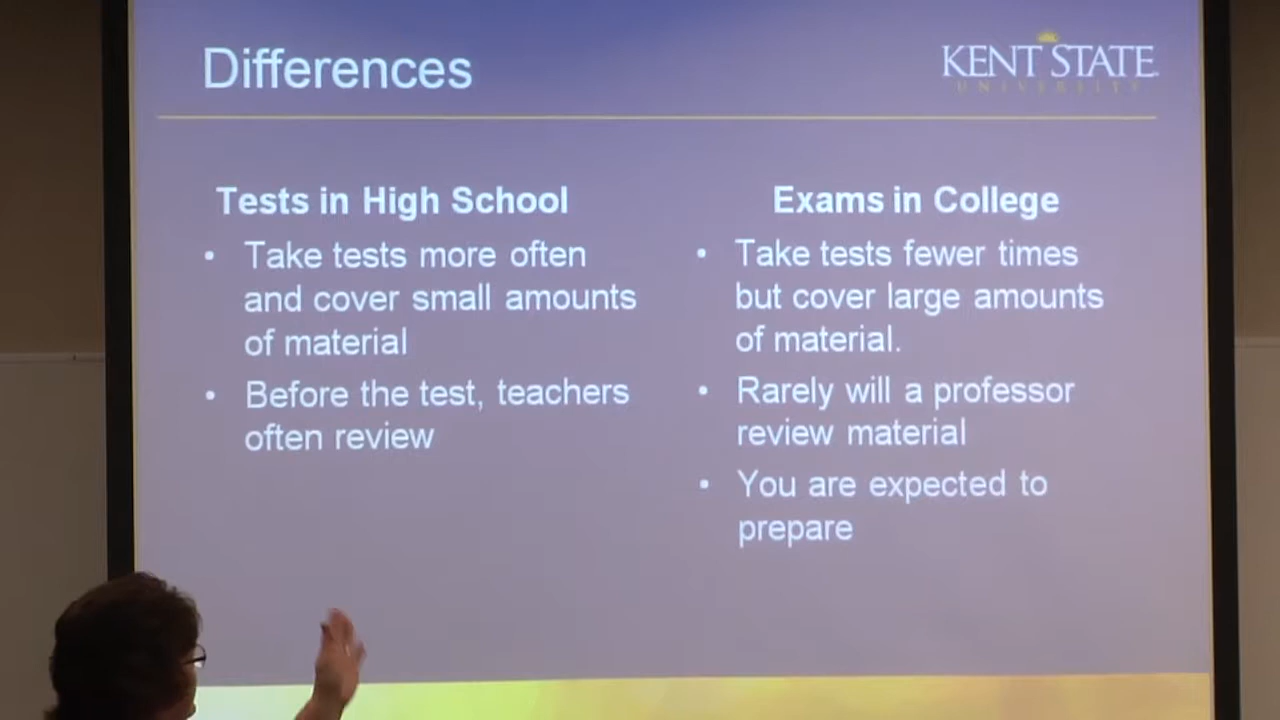 Differences
KENT STATE
UNIVERSITY
Tests in High School
• Take tests more often
and cover small amounts
of material
• Before the test, teachers
often review
Exams in College
• Take tests fewer times
but cover large amounts
of material.
• Rarely will a professor
review material
• You are expected to
prepare